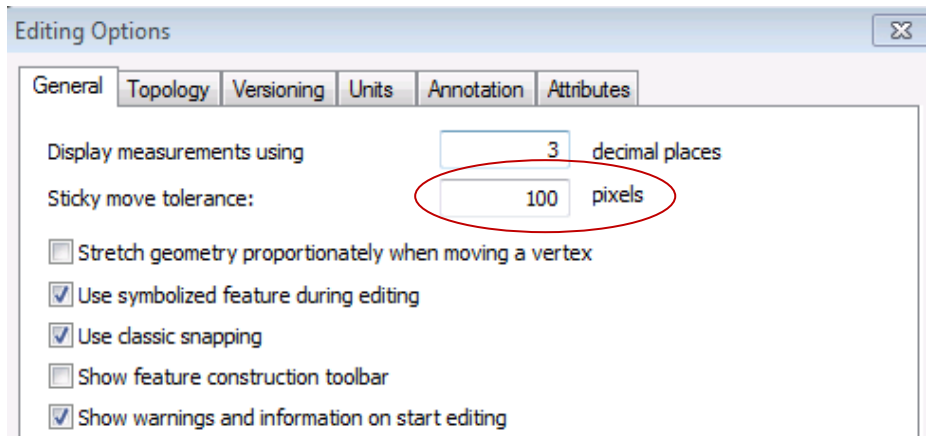 Editing Options
General Topology Versioning Units Annotation Attributes
Display measurements using 3 decimal places
Sticky move tolerance: 100 pixels
Stretch geometry proportionately when moving a vertex
Use symbolized feature during editing
Use classic snapping
Show feature construction toolbar
Show warnings and information on start editing